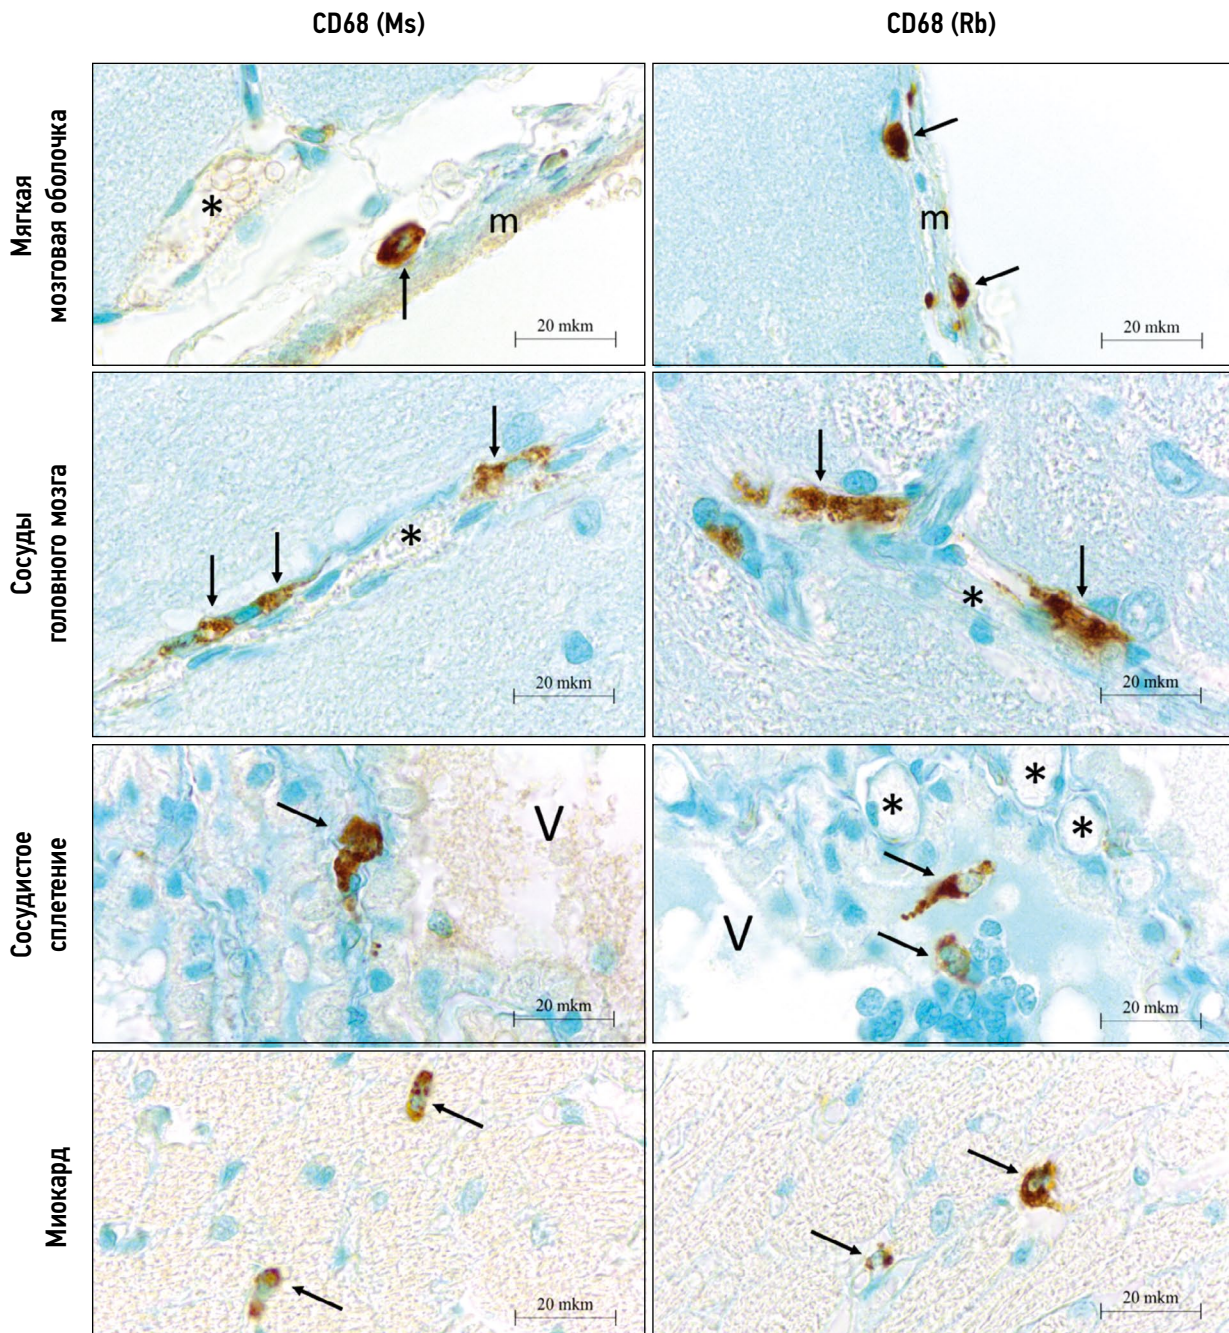 CD68 (Ms)
CD68 (Rb)
Мягкая
мозговая оболочка
*
m
20 mkm
m
20 mkm
Сосуды
головного мозга
*
20 mkm
*
20 mkm
Сосудистое
сплетение
V
20 mkm
*
*
*
V
20 mkm
Миокард
20 mkm
20 mkm